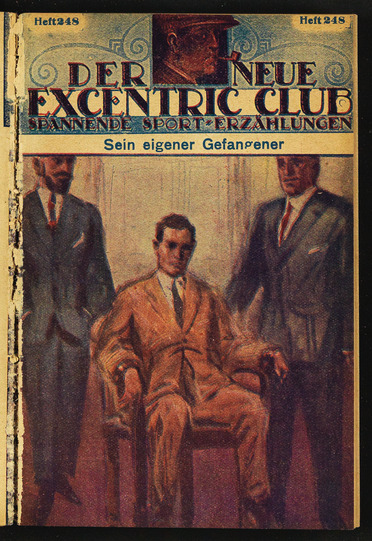 Heft 248
Heft 248
DER NEUE
EXCENTRIC CLUB
SPANNENDE SPORT-ERZÄHLUNGEN
Sein eigener Gefangener